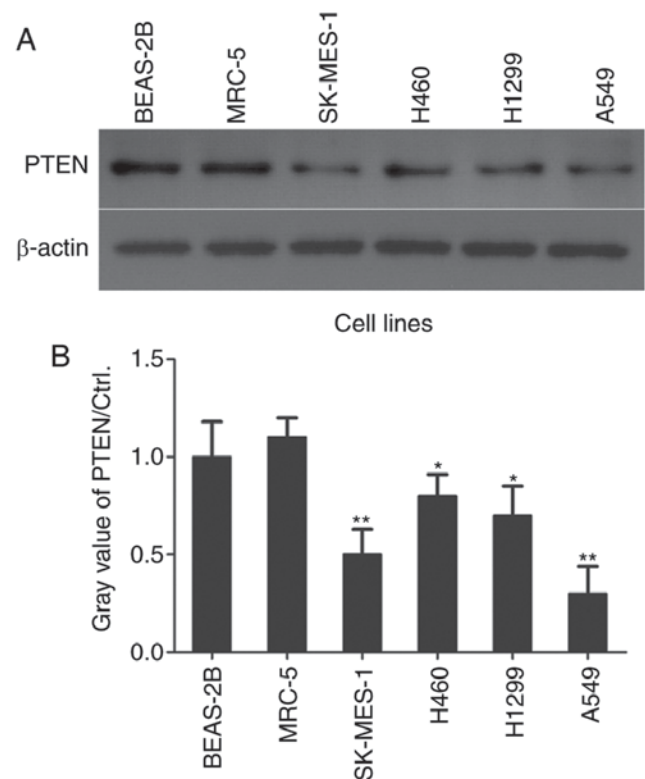 A
BEAS-2B
MRC-5
SK-MES-1
H460
H1299
A549
PTEN
β-actin
Cell lines
B
Gray value of PTEN/Ctrl.
1.5
1.0
0.5
0.0
**
*
*
**
BEAS-2B
MRC-5
SK-MES-1
H460
H1299
A549